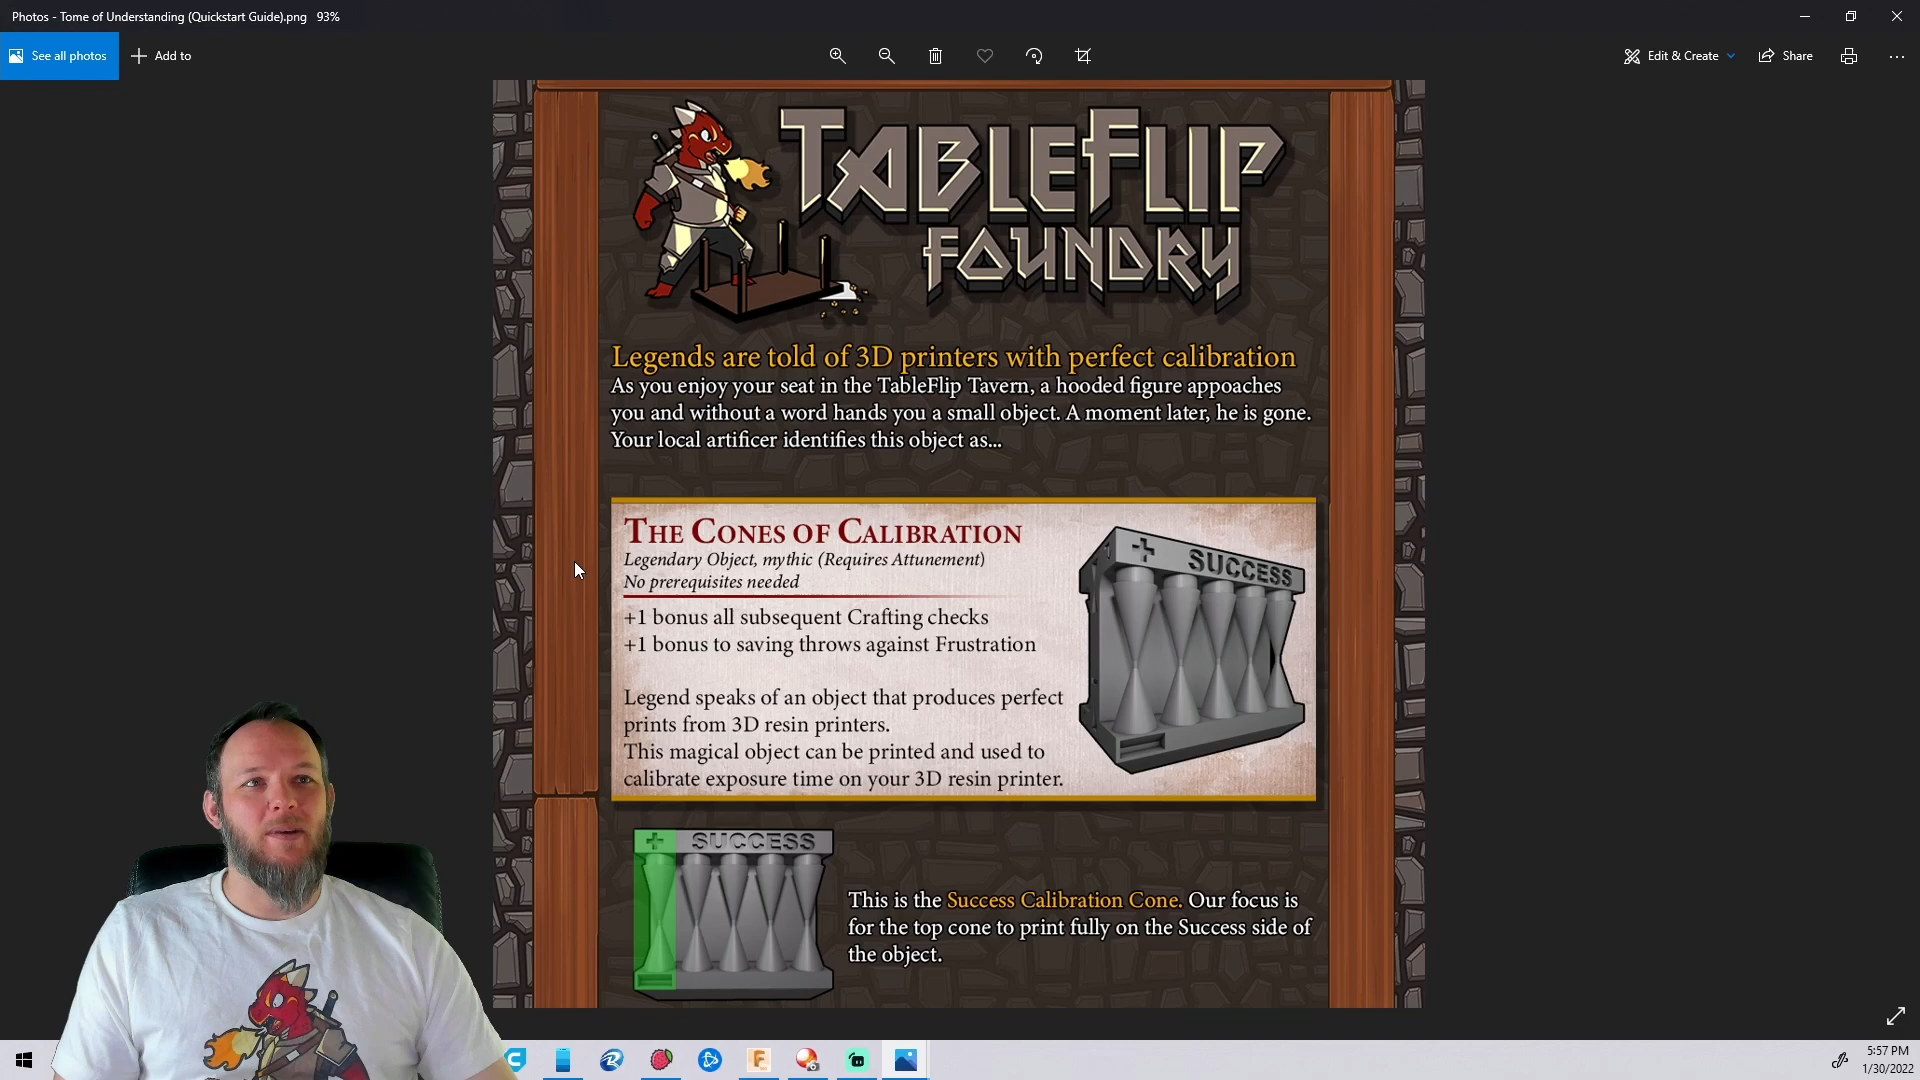 Photos - Tome of Understanding (Quickstart Guide).png 93%
See all photos
Add to
Edit & Create
Share
TABLEFLIP
FOUNDRY
Legends are told of 3D printers with perfect calibration
As you enjoy your seat in the TableFlip Tavern, a hooded figure appoaches
you and without a word hands you a small object. A moment later, he is gone.
Your local artificer identifies this object as...
THE CONES OF CALIBRATION
Legendary Object, mythic (Requires Attunement)
No prerequisites needed
+1 bonus all subsequent Crafting checks
+1 bonus to saving throws against Frustration
Legend speaks of an object that produces perfect
prints from 3D resin printers.
This magical object can be printed and used to
calibrate exposure time on your 3D resin printer.
+ SUCCESS
+ SUCCESS
This is the Success Calibration Cone. Our focus is
for the top cone to print fully on the Success side of
the object.
5:57 PM
1/30/2022